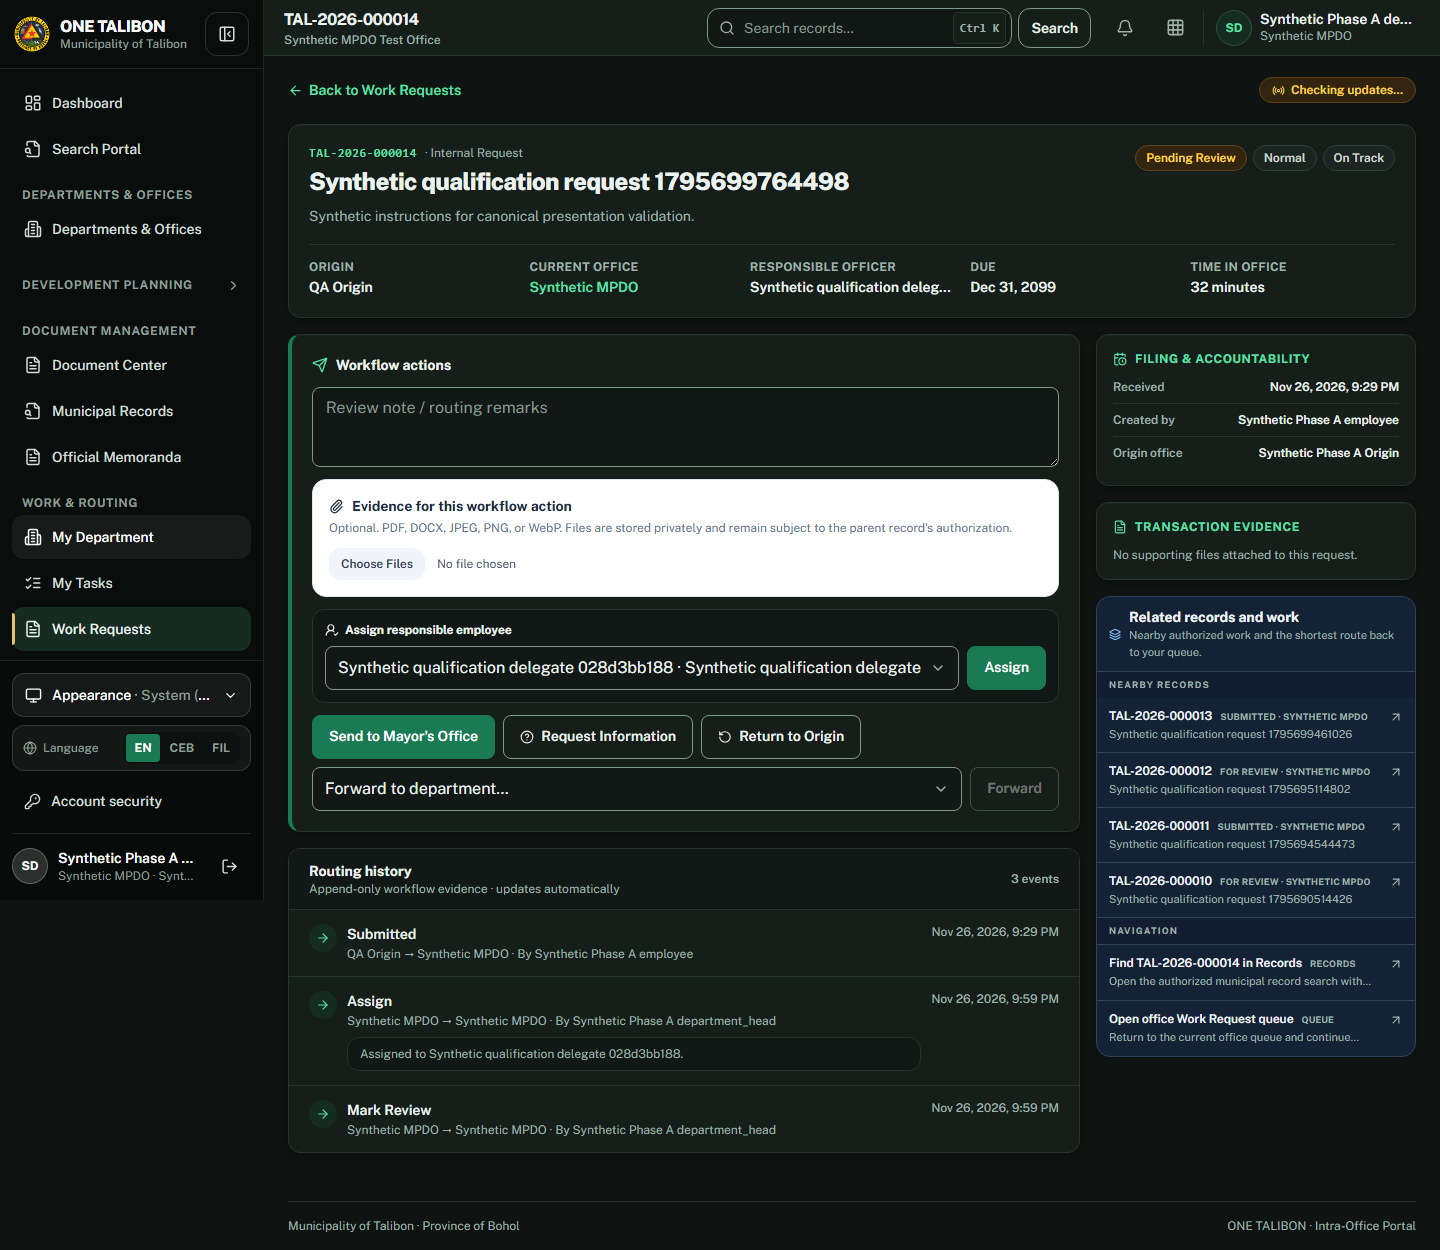 ONE TALIBON
Municipality of Talibon
Dashboard
Search Portal
DEPARTMENTS & OFFICES
Departments & Offices
DEVELOPMENT PLANNING
DOCUMENT MANAGEMENT
Document Center
Municipal Records
Official Memoranda
WORK & ROUTING
My Department
My Tasks
Work Requests
Appearance · System (...
Language EN CEB FIL
Account security
SD
Synthetic Phase A ...
Synthetic MPDO · Synt...
TAL-2026-000014
Synthetic MPDO Test Office
Search records... Ctrl K
Search
SD
Synthetic Phase A de...
Synthetic MPDO
Back to Work Requests
Checking updates...
TAL-2026-000014 · Internal Request
Pending Review Normal On Track
Synthetic qualification request 1795699764498
Synthetic instructions for canonical presentation validation.
ORIGIN
QA Origin
CURRENT OFFICE
Synthetic MPDO
RESPONSIBLE OFFICER
Synthetic qualification deleg...
DUE
Dec 31, 2099
TIME IN OFFICE
32 minutes
Workflow actions
Review note / routing remarks
Evidence for this workflow action
Optional. PDF, DOCX, JPEG, PNG, or WebP. Files are stored privately and remain subject to the parent record's authorization.
Choose Files No file chosen
Assign responsible employee
Synthetic qualification delegate 028d3bb188 · Synthetic qualification delegate
Assign
Send to Mayor's Office
Request Information
Return to Origin
Forward to department...
Forward
Routing history
Append-only workflow evidence · updates automatically
3 events
Submitted
Nov 26, 2026, 9:29 PM
QA Origin → Synthetic MPDO · By Synthetic Phase A employee
Assign
Nov 26, 2026, 9:59 PM
Synthetic MPDO → Synthetic MPDO · By Synthetic Phase A department_head
Assigned to Synthetic qualification delegate 028d3bb188.
Mark Review
Nov 26, 2026, 9:59 PM
Synthetic MPDO → Synthetic MPDO · By Synthetic Phase A department_head
FILING & ACCOUNTABILITY
Received Nov 26, 2026, 9:29 PM
Created by Synthetic Phase A employee
Origin office Synthetic Phase A Origin
TRANSACTION EVIDENCE
No supporting files attached to this request.
Related records and work
Nearby authorized work and the shortest route back
to your queue.
NEARBY RECORDS
TAL-2026-000013 SUBMITTED · SYNTHETIC MPDO
Synthetic qualification request 1795699461026
TAL-2026-000012 FOR REVIEW · SYNTHETIC MPDO
Synthetic qualification request 1795695114802
TAL-2026-000011 SUBMITTED · SYNTHETIC MPDO
Synthetic qualification request 1795694544473
TAL-2026-000010 FOR REVIEW · SYNTHETIC MPDO
Synthetic qualification request 1795690514426
NAVIGATION
Find TAL-2026-000014 in Records RECORDS
Open the authorized municipal record search with...
Open office Work Request queue QUEUE
Return to the current office queue and continue...
Municipality of Talibon · Province of Bohol
ONE TALIBON · Intra-Office Portal